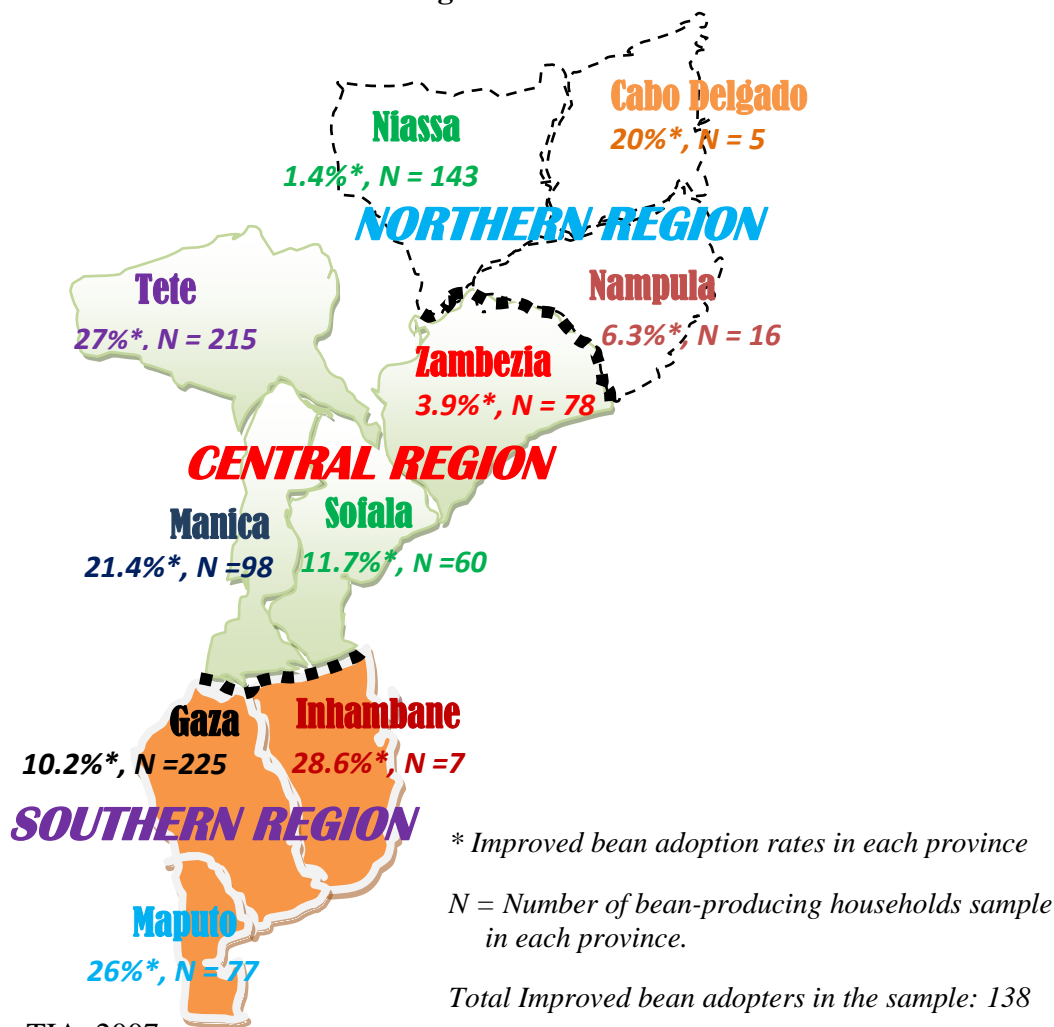 Cabo Delgado
20%*, N = 5
Niassa
1.4%*, N = 143
NORTHERN REGION
Nampula
6.3%*, N = 16
Tete
27%*, N = 215
Zambezia
3.9%*, N = 78
CENTRAL REGION
Manica
21.4%*, N =98
Sofala
11.7%*, N =60
Gaza
10.2%*, N =225
Inhambane
28.6%*, N =7
SOUTHERN REGION
Maputo
26%*, N = 77
* Improved bean adoption rates in each province
N = Number of bean-producing households sample
in each province.
Total Improved bean adopters in the sample: 138